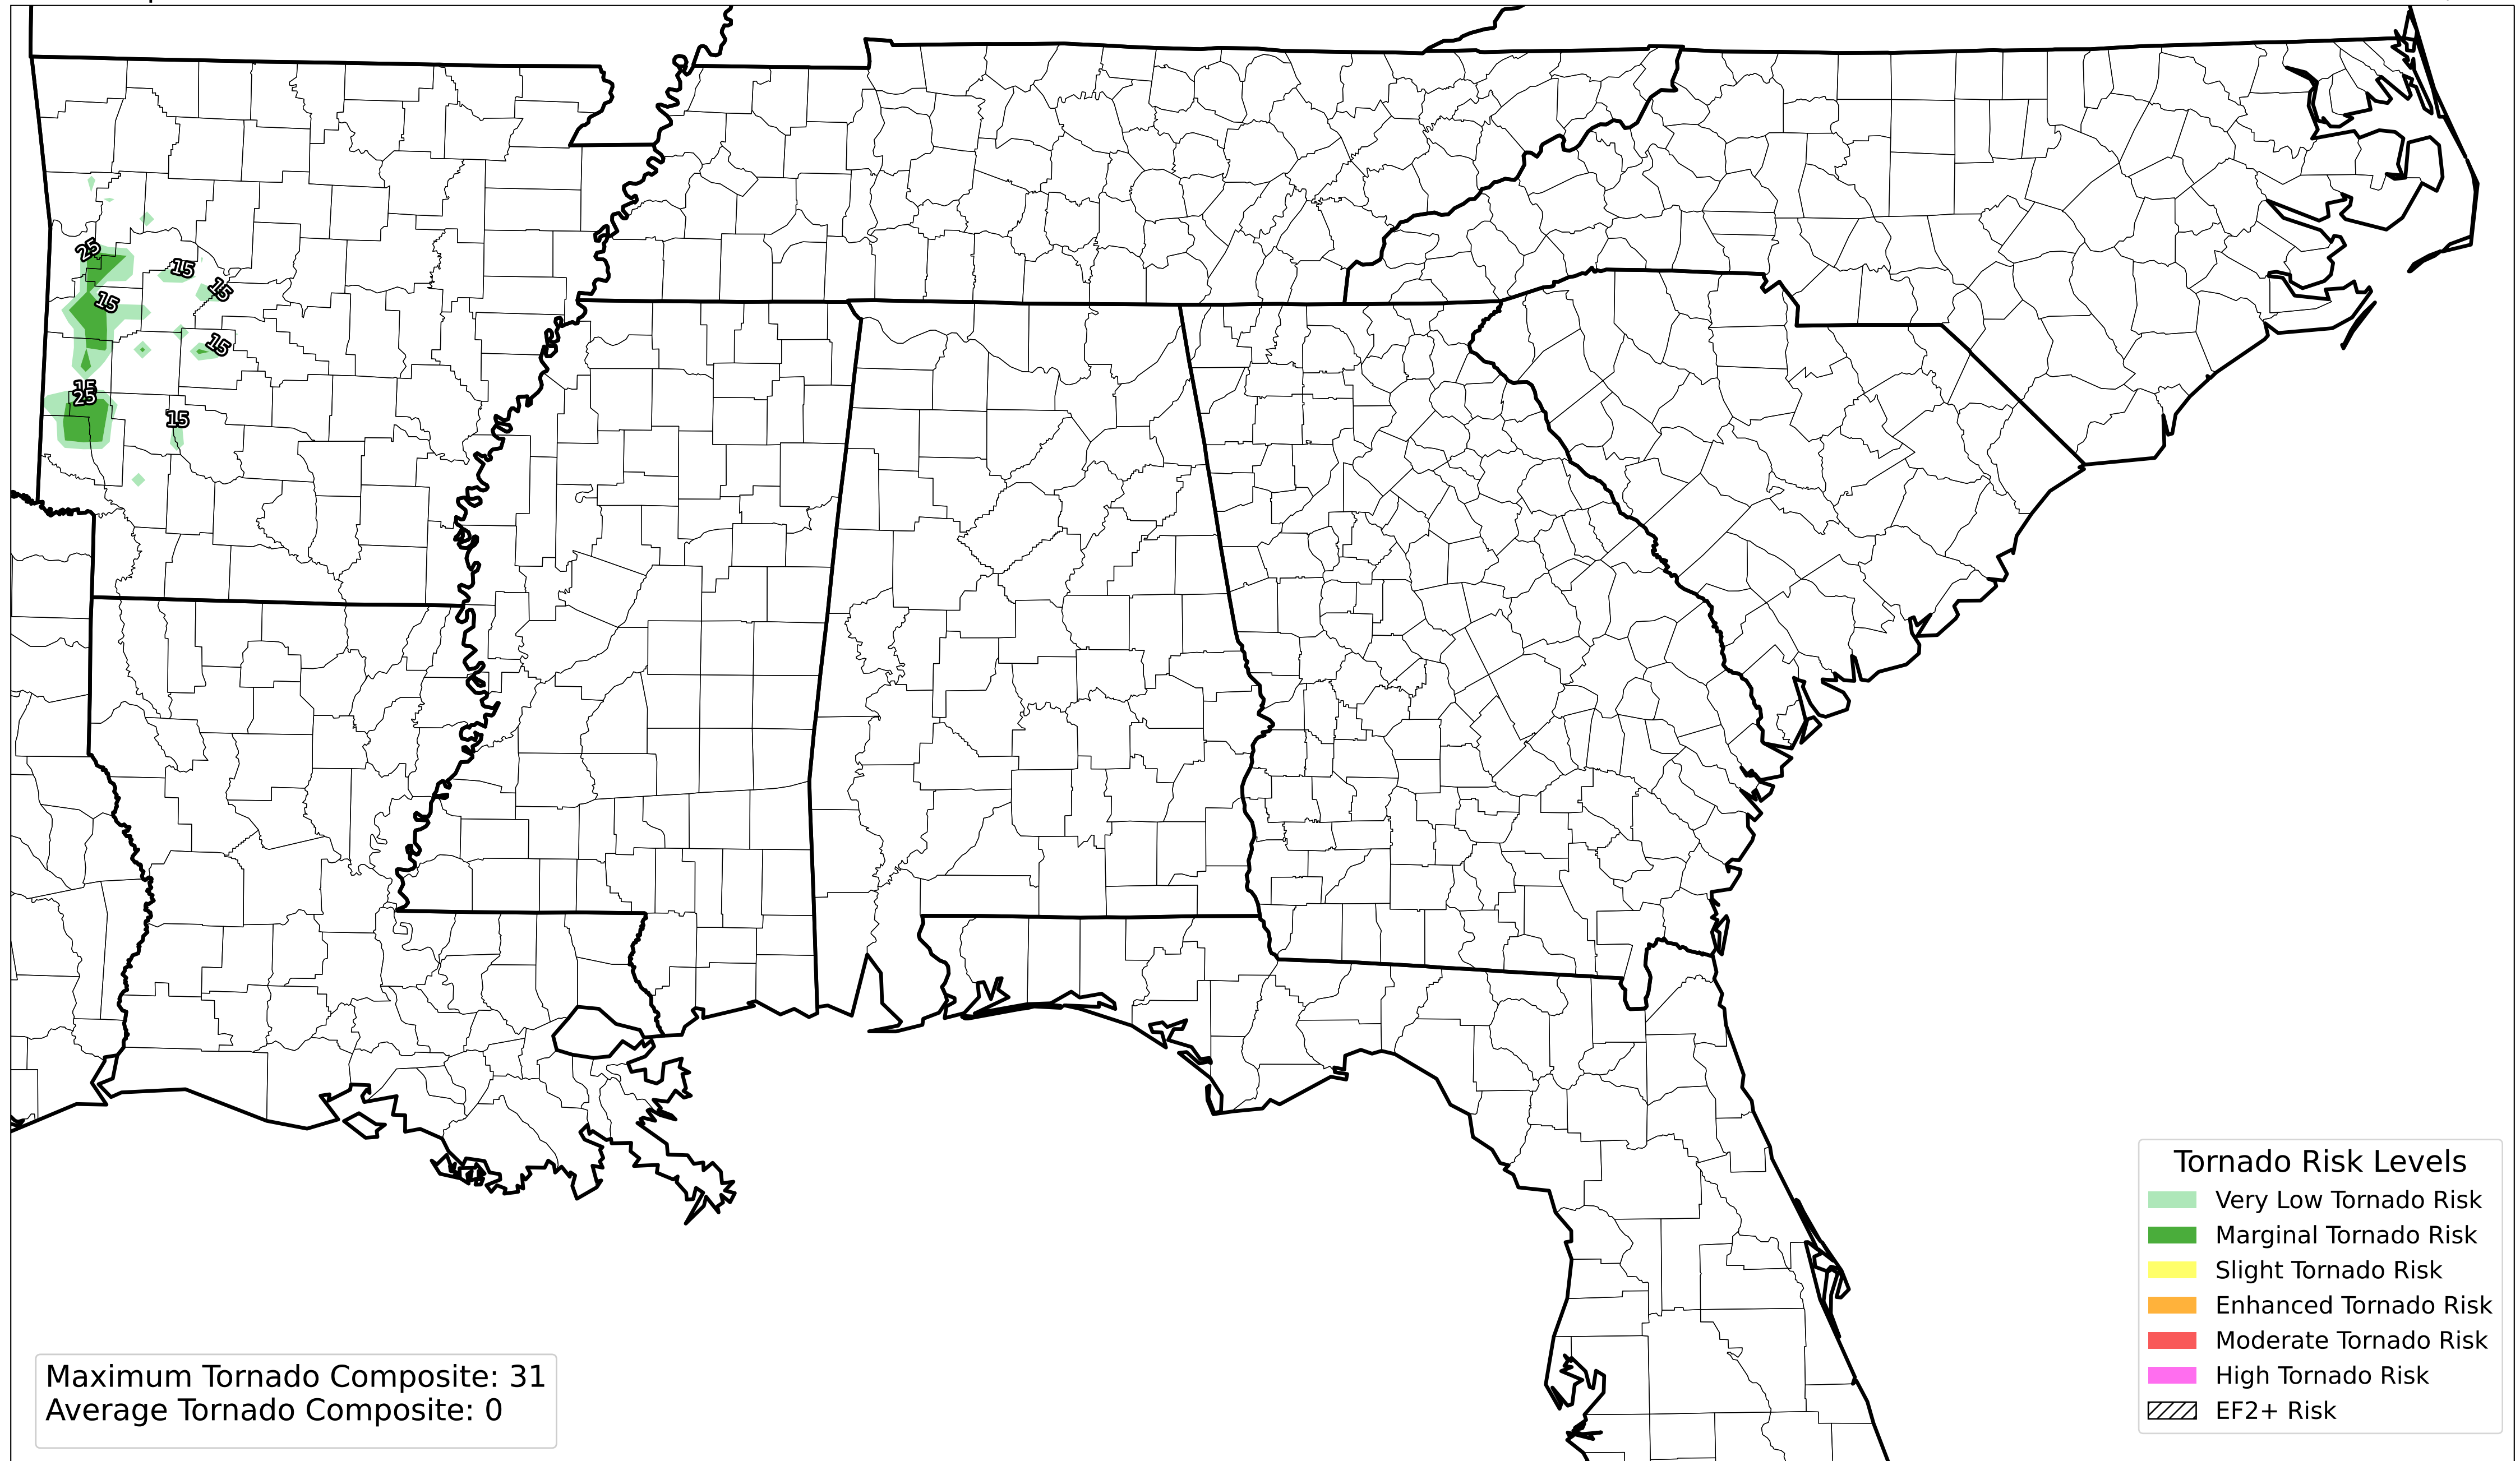 25
15
15
15
15
15
25
15
Tornado Risk Levels
Very Low Tornado Risk
Marginal Tornado Risk
Slight Tornado Risk
Enhanced Tornado Risk
Moderate Tornado Risk
High Tornado Risk
EF2+ Risk
Maximum Tornado Composite: 31
Average Tornado Composite: 0